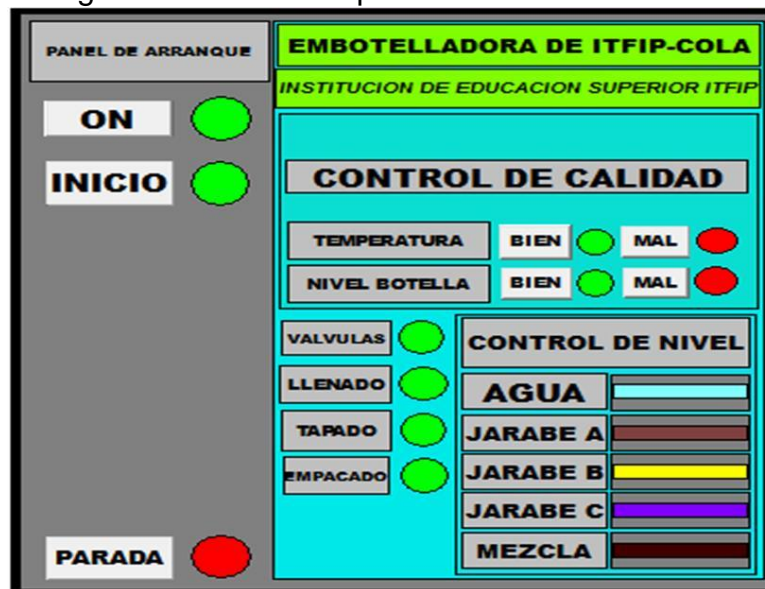 PANEL DE ARRANQUE
ON
INICIO
PARADA
EMBOTELLADORA DE ITFIP-COLA
INSTITUCION DE EDUCACION SUPERIOR ITFIP
CONTROL DE CALIDAD
TEMPERATURA BIEN MAL
NIVEL BOTELLA BIEN MAL
VALVULAS
LLENADO
TAPADO
EMPACADO
CONTROL DE NIVEL
AGUA
JARABE A
JARABE B
JARABE C
MEZCLA